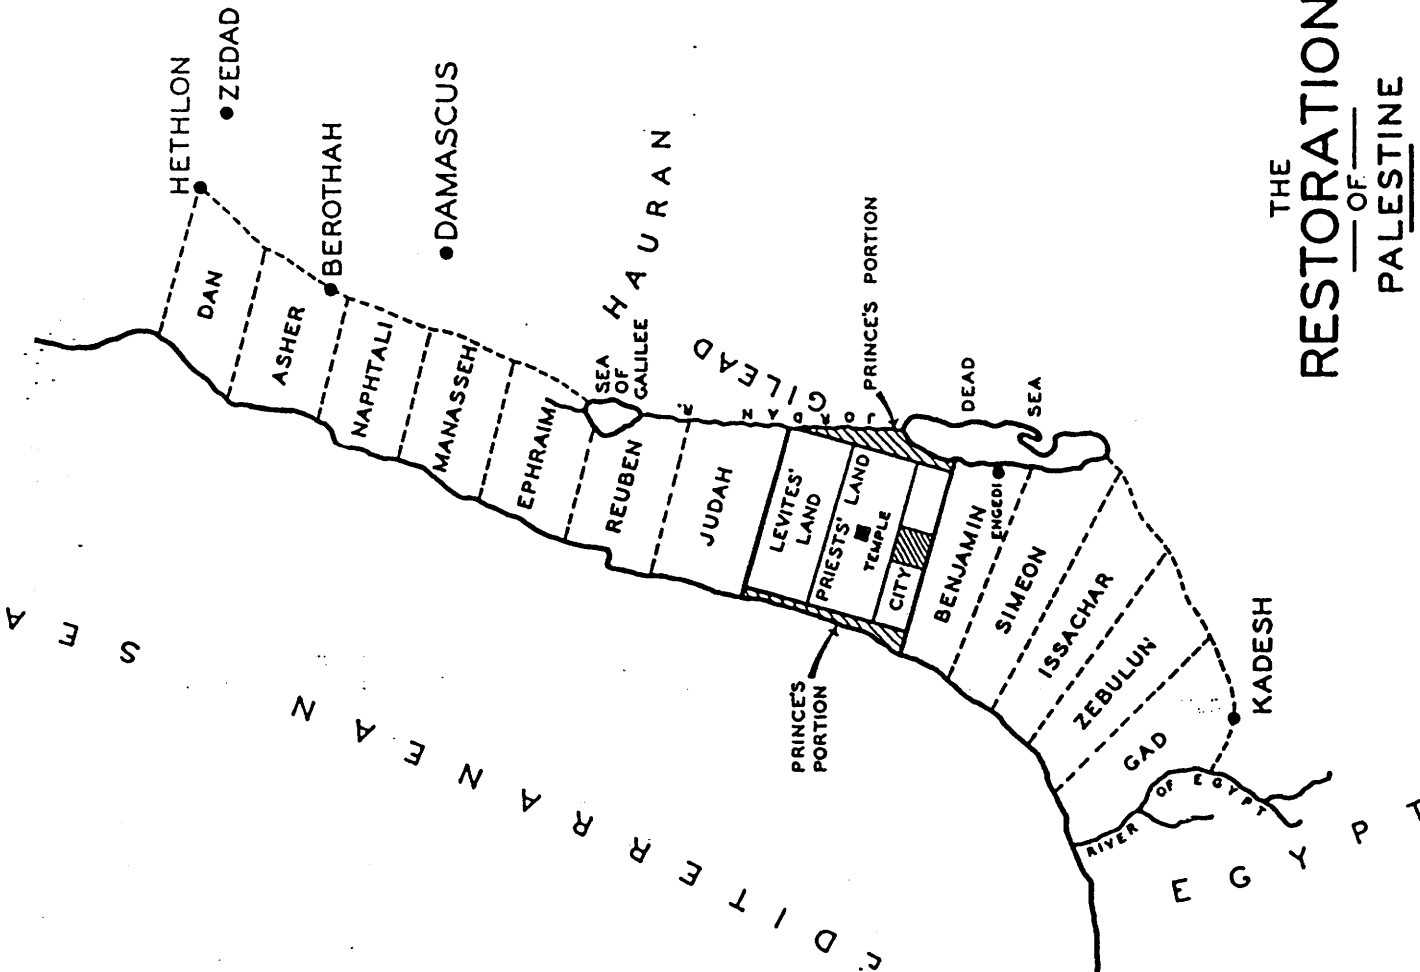 THE
RESTORATION
OF
PALESTINE
HETHLON
ZEDAD
BEROTHAH
DAMASCUS
HAURAN
DAN
ASHER
NAPHTALI
MANASSEH
EPHRAIM
SEA
OF
GALILEE
REUBEN
JUDAH
GILEAD
PRINCE'S PORTION
LEVITES'
LAND
PRIESTS' LAND
TEMPLE
CITY
PRINCE'S
PORTION
DEAD
SEA
ENGEDI
BENJAMIN
SIMEON
ISSACHAR
ZEBULUN
GAD
KADESH
RIVER OF EGYPT
EGYPT
EDITERRANEAN SEA